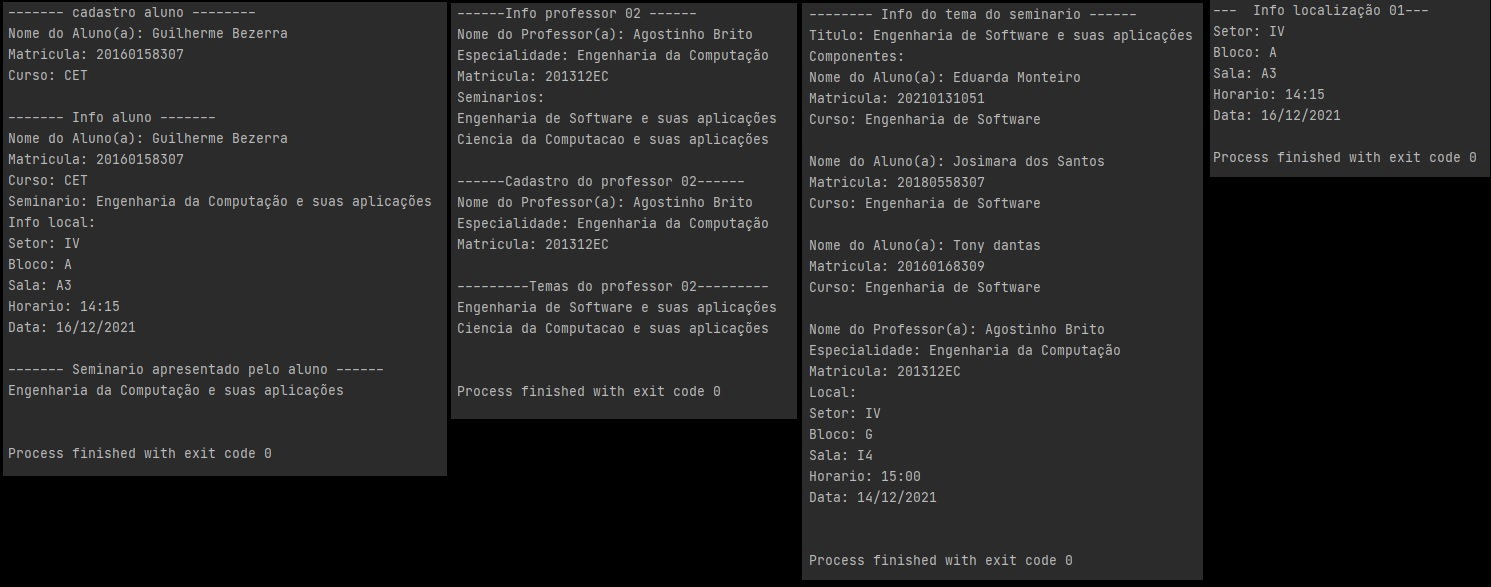 ------- cadastro aluno --------
Nome do Aluno(a): Guilherme Bezerra
Matricula: 20160158307
Curso: CET
------- Info aluno -------
Nome do Aluno(a): Guilherme Bezerra
Matricula: 20160158307
Curso: CET
Seminario: Engenharia da Computação e suas aplicações
Info local:
Setor: IV
Bloco: A
Sala: A3
Horario: 14:15
Data: 16/12/2021
------- Seminario apresentado pelo aluno ------
Engenharia da Computação e suas aplicações
Process finished with exit code 0
------Info professor 02 ------
Nome do Professor(a): Agostinho Brito
Especialidade: Engenharia da Computação
Matricula: 201312EC
Seminarios:
Engenharia de Software e suas aplicações
Ciencia da Computacao e suas aplicações
------Cadastro do professor 02------
Nome do Professor(a): Agostinho Brito
Especialidade: Engenharia da Computação
Matricula: 201312EC
---------Temas do professor 02---------
Engenharia de Software e suas aplicações
Ciencia da Computacao e suas aplicações
Process finished with exit code 0
-------- Info do tema do seminario ------
Titulo: Engenharia de Software e suas aplicações
Componentes:
Nome do Aluno(a): Eduarda Monteiro
Matricula: 20210131051
Curso: Engenharia de Software
Nome do Aluno(a): Josimara dos Santos
Matricula: 20180558307
Curso: Engenharia de Software
Nome do Aluno(a): Tony dantas
Matricula: 20160168309
Curso: Engenharia de Software
Nome do Professor(a): Agostinho Brito
Especialidade: Engenharia da Computação
Matricula: 201312EC
Local:
Setor: IV
Bloco: G
Sala: I4
Horario: 15:00
Data: 14/12/2021
Process finished with exit code 0
---  Info localização 01---
Setor: IV
Bloco: A
Sala: A3
Horario: 14:15
Data: 16/12/2021
Process finished with exit code 0